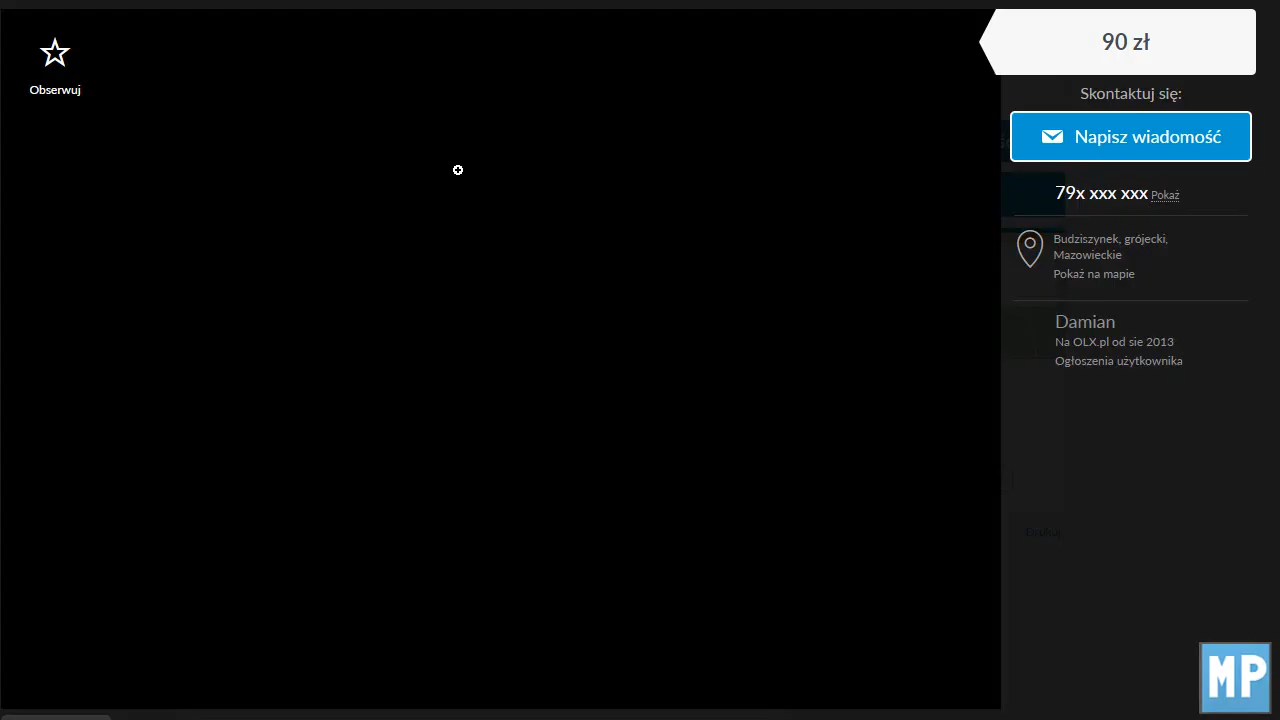 Obserwuj
90 zł
Skontaktuj się:
Napisz wiadomość
79x xxx xxx Pokaż
Budziszynek, grójecki,
Mazowieckie
Pokaż na mapie
Damian
Na OLX.pl od sie 2013
Ogłoszenia użytkownika
Drukuj
MP